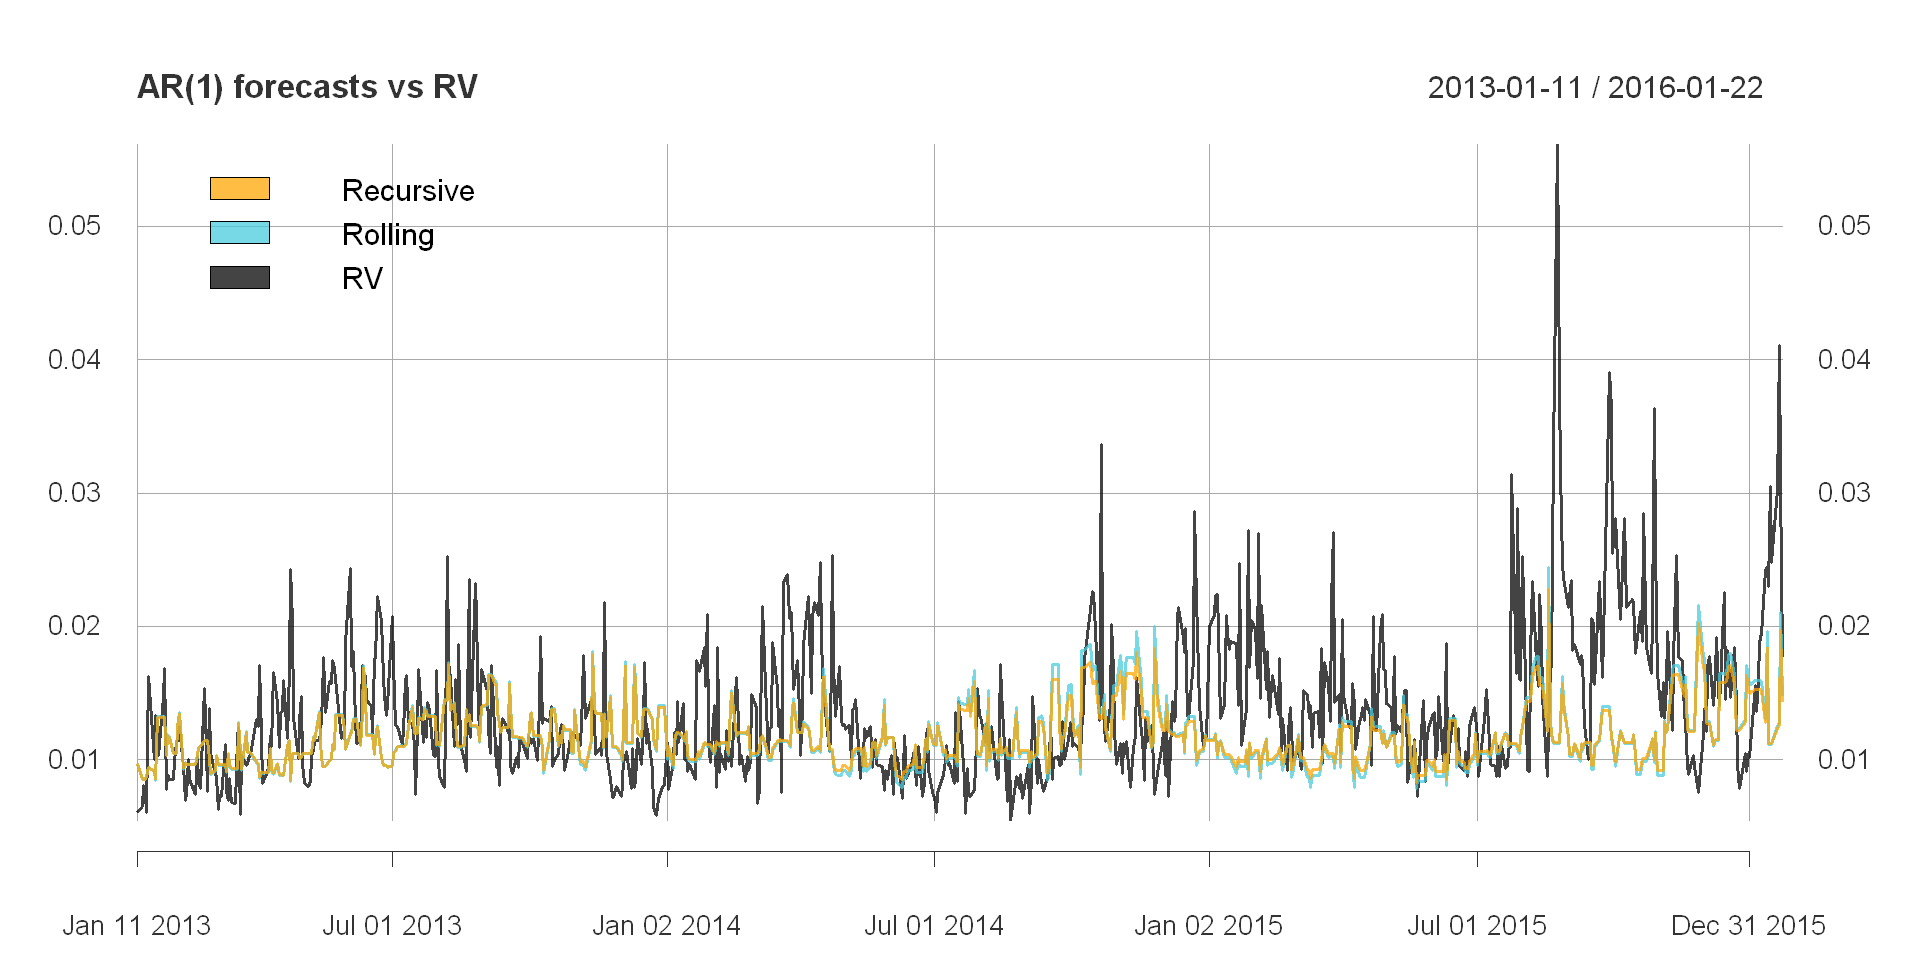 AR(1) forecasts vs RV
2013-01-11 / 2016-01-22
Recursive
Rolling
RV
0.05
0.04
0.03
0.02
0.01
0.05
0.04
0.03
0.02
0.01
Jan 11 2013
Jul 01 2013
Jan 02 2014
Jul 01 2014
Jan 02 2015
Jul 01 2015
Dec 31 2015